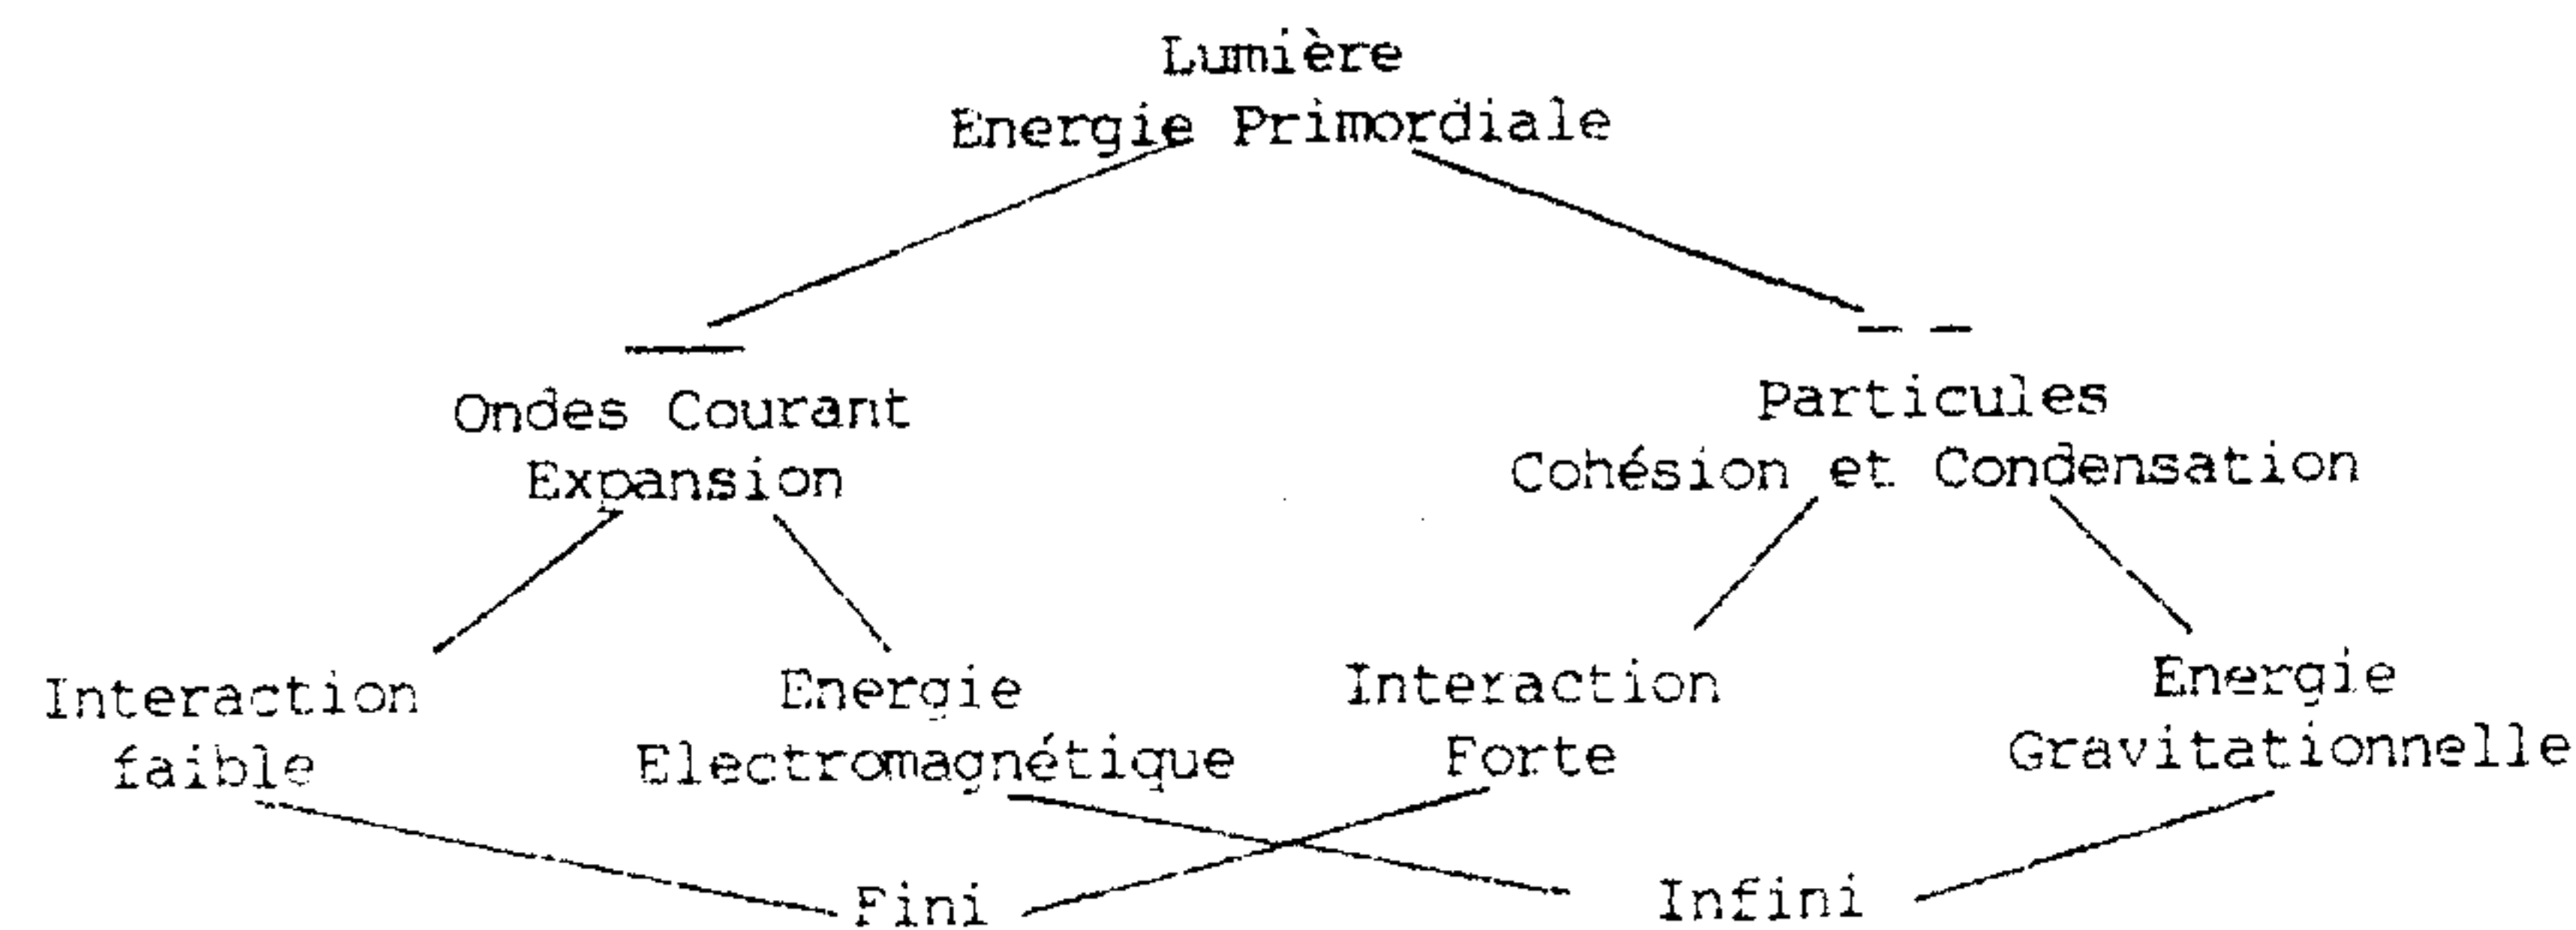 Lumière
Energie Primordiale
Ondes Courant
Expansion
Particules
Cohésion et Condensation
Interaction
faible
Energie
Electromagnétique
Interaction
Forte
Energie
Gravitationnelle
Fini
Infini